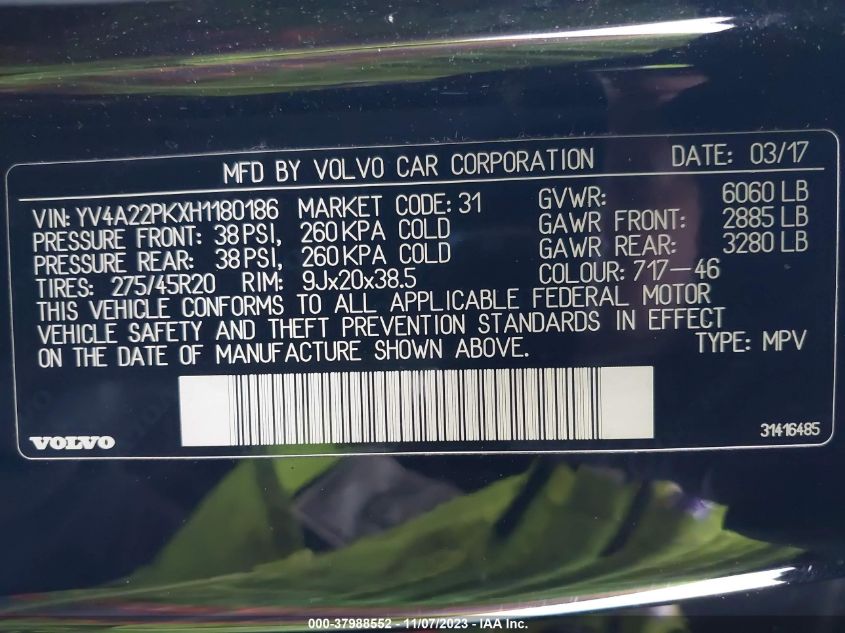 MFD BY VOLVO CAR CORPORATION DATE: 03/17
VIN: YV4A22PKXH1180186 MARKET CODE: 31 GVWR: 6060 LB
PRESSURE FRONT: 38 PSI, 260 KPA COLD GAWR FRONT: 2885 LB
PRESSURE REAR: 38 PSI, 260 KPA COLD GAWR REAR: 3280 LB
TIRES: 275/45R20 RIM: 9Jx20x38.5 COLOUR: 717-46
THIS VEHICLE CONFORMS TO ALL APPLICABLE FEDERAL MOTOR
VEHICLE SAFETY AND THEFT PREVENTION STANDARDS IN EFFECT
ON THE DATE OF MANUFACTURE SHOWN ABOVE. TYPE: MPV
VOLVO 31416485
000-37988552 - 11/07/2023 - IAA Inc.